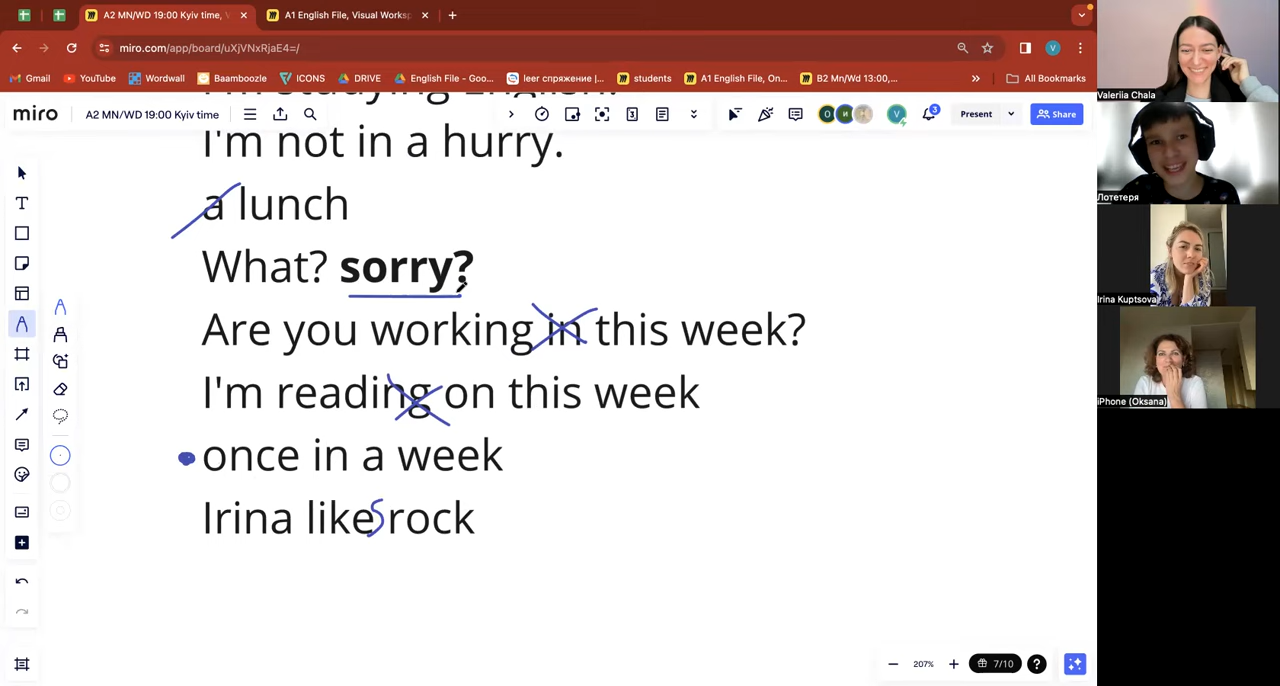 A2 MN/WD 19:00 Kyiv time, V
A1 English File, Visual Worksp
miro.com/app/board/uXjVNxRjaE4=/
Gmail YouTube Wordwall Bamboozle ICONS DRIVE English File - Goo... leer спряжение |... students A1 English File, On... B2 Mn/Wd 13:00,... All Bookmarks
miro A2 MN/WD 19:00 Kyiv time 3 Present Share
I'm studying English.
I'm not in a hurry.
a lunch
What? sorry?
Are you working in this week?
I'm reading on this week
once in a week
Irina likes rock
207% 7/10
Valeriia Chala
Лотетеря
Irina Kuptsova
iPhone (Oksana)